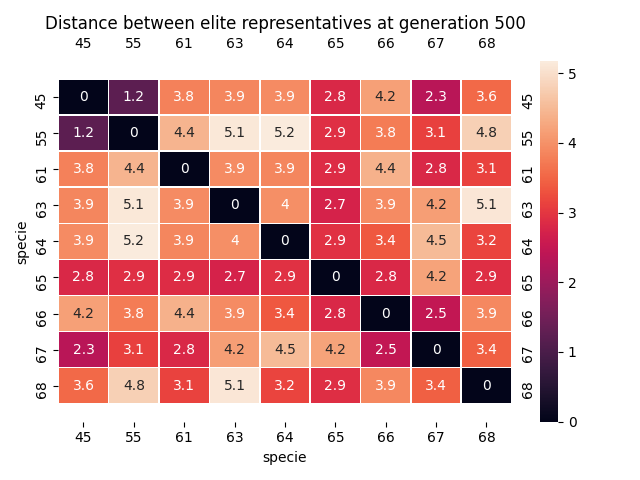 Distance between elite representatives at generation 500
45 55 61 63 64 65 66 67 68
45 0 1.2 3.8 3.9 3.9 2.8 4.2 2.3 3.6 45
55 1.2 0 4.4 5.1 5.2 2.9 3.8 3.1 4.8 55
61 3.8 4.4 0 3.9 3.9 2.9 4.4 2.8 3.1 61
63 3.9 5.1 3.9 0 4 2.7 3.9 4.2 5.1 63
64 3.9 5.2 3.9 4 0 2.9 3.4 4.5 3.2 64
65 2.8 2.9 2.9 2.7 2.9 0 2.8 4.2 2.9 65
66 4.2 3.8 4.4 3.9 3.4 2.8 0 2.5 3.9 66
67 2.3 3.1 2.8 4.2 4.5 4.2 2.5 0 3.4 67
68 3.6 4.8 3.1 5.1 3.2 2.9 3.9 3.4 0 68
45 55 61 63 64 65 66 67 68
specie
specie
5
4
3
2
1
0